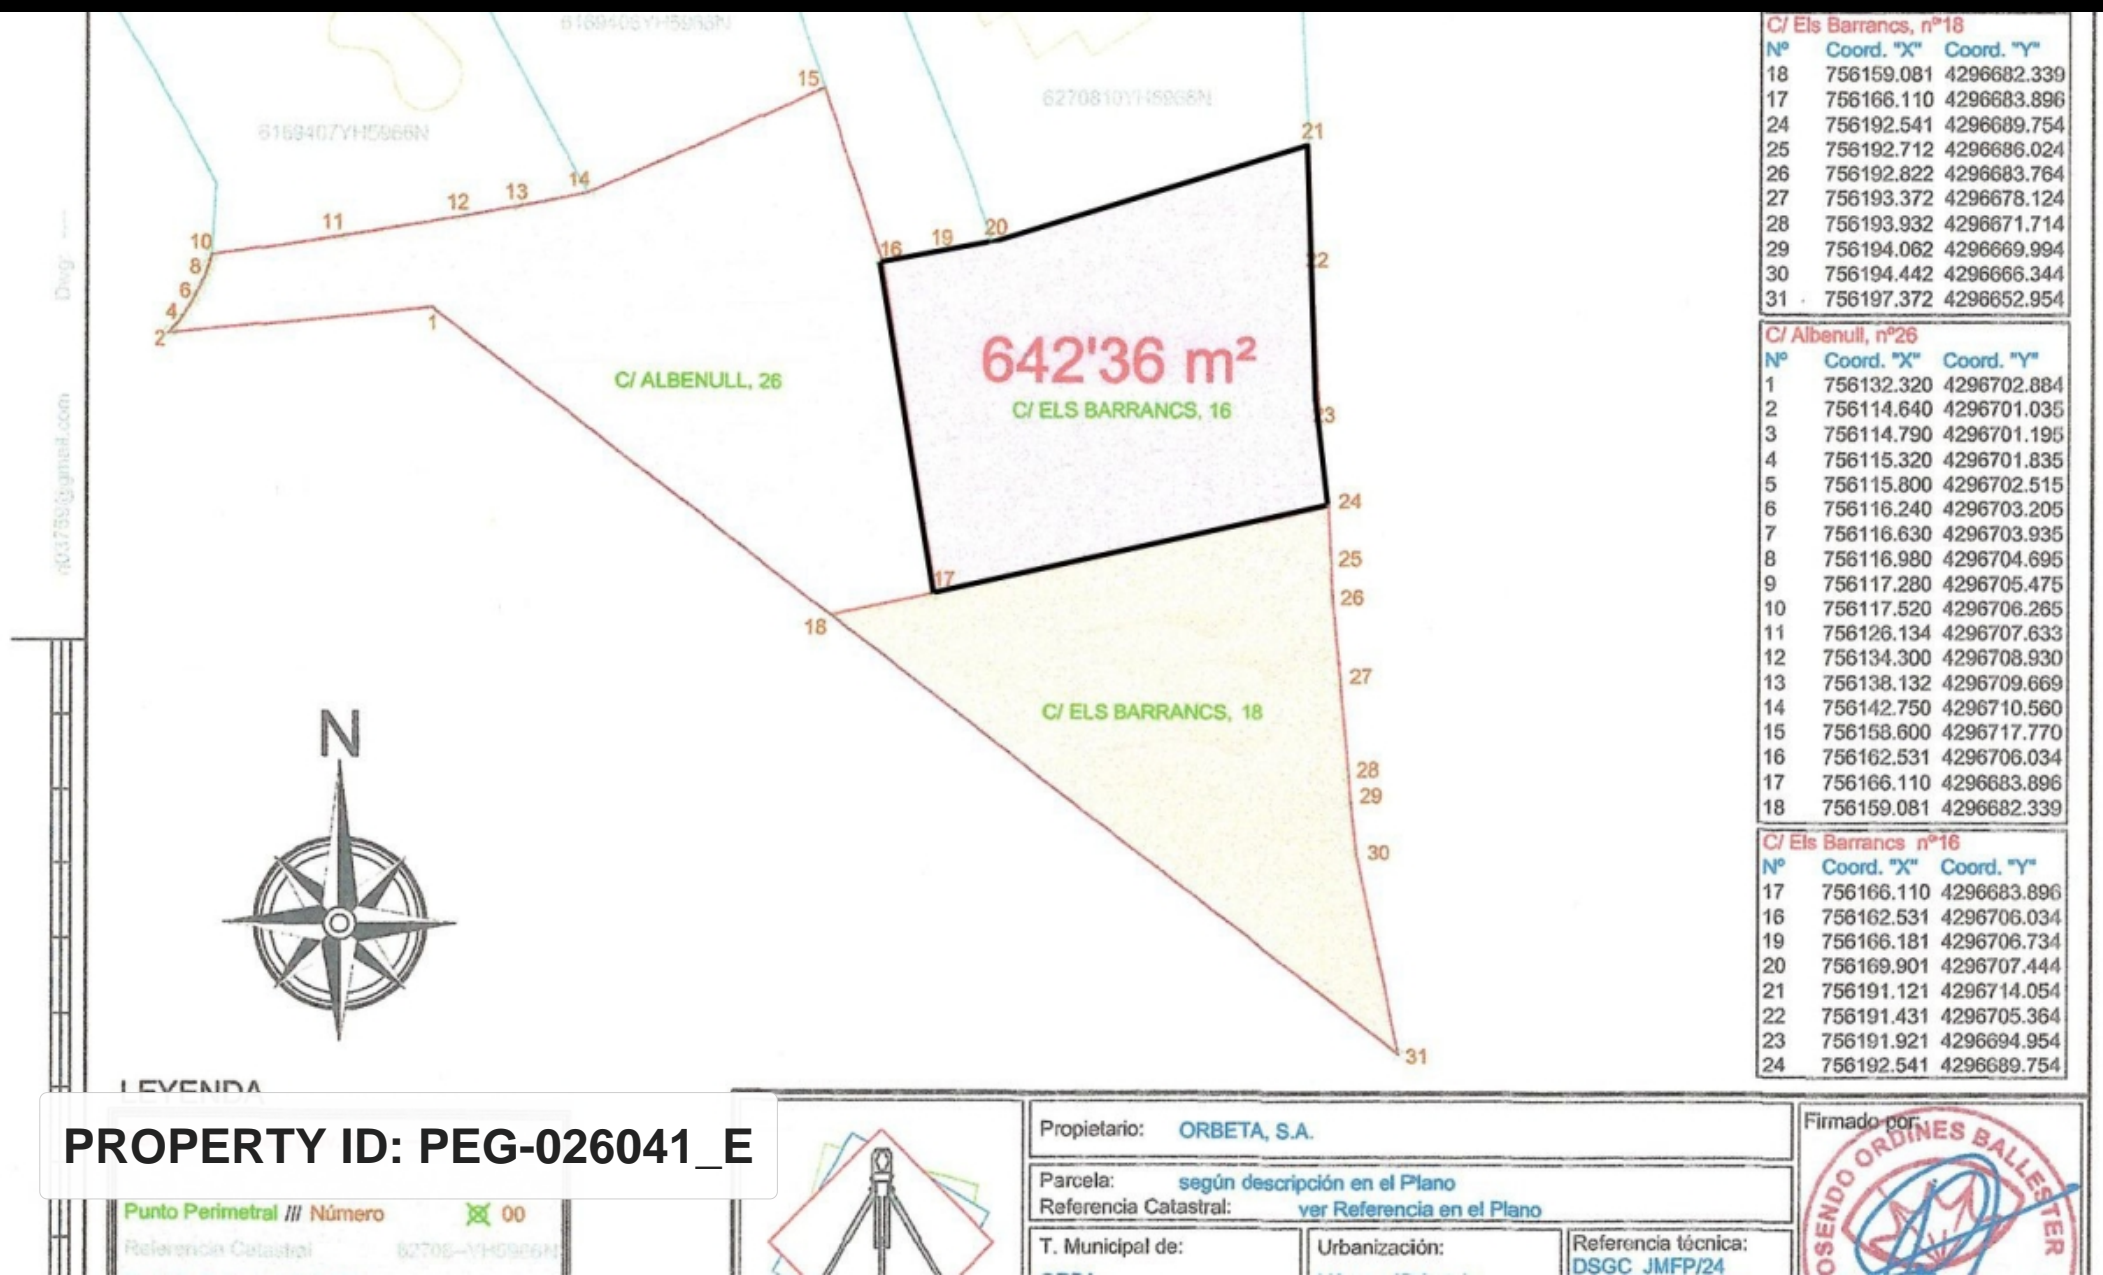 6169406YH5966N
6169407YH5966N
6270810YH5966N
15
21
14
13
12
11
10
8
6
4
2
1
20
19
16
22
23
24
17
18
25
26
27
28
29
30
31
C/ ALBENULL, 26
642'36 m²
C/ ELS BARRANCS, 16
C/ ELS BARRANCS, 18
N
Dwg: ----
n03759@gmail.com
C/ Els Barrancs, nº18
Nº Coord. "X" Coord. "Y"
18 756159.081 4296682.339
17 756166.110 4296683.896
24 756192.541 4296689.754
25 756192.712 4296686.024
26 756192.822 4296683.764
27 756193.372 4296678.124
28 756193.932 4296671.714
29 756194.062 4296669.994
30 756194.442 4296666.344
31 756197.372 4296652.954
C/ Albenull, nº26
Nº Coord. "X" Coord. "Y"
1 756132.320 4296702.884
2 756114.640 4296701.035
3 756114.790 4296701.195
4 756115.320 4296701.835
5 756115.800 4296702.515
6 756116.240 4296703.205
7 756116.630 4296703.935
8 756116.980 4296704.695
9 756117.280 4296705.475
10 756117.520 4296706.265
11 756126.134 4296707.633
12 756134.300 4296708.930
13 756138.132 4296709.669
14 756142.750 4296710.560
15 756158.600 4296717.770
16 756162.531 4296706.034
17 756166.110 4296683.896
18 756159.081 4296682.339
C/ Els Barrancs nº16
Nº Coord. "X" Coord. "Y"
17 756166.110 4296683.896
16 756162.531 4296706.034
19 756166.181 4296706.734
20 756169.901 4296707.444
21 756191.121 4296714.054
22 756191.431 4296705.364
23 756191.921 4296694.954
24 756192.541 4296689.754
LEYENDA
PROPERTY ID: PEG-026041_E
Punto Perimetral /// Número 00
Referencia Catastral
Propietario: ORBETA, S.A.
Parcela: según descripción en el Plano
Referencia Catastral: ver Referencia en el Plano
T. Municipal de:
Urbanización:
Referencia técnica:
DSGC_JMFP/24
Firmado por:
ROSENDO ORDINES BALLESTER